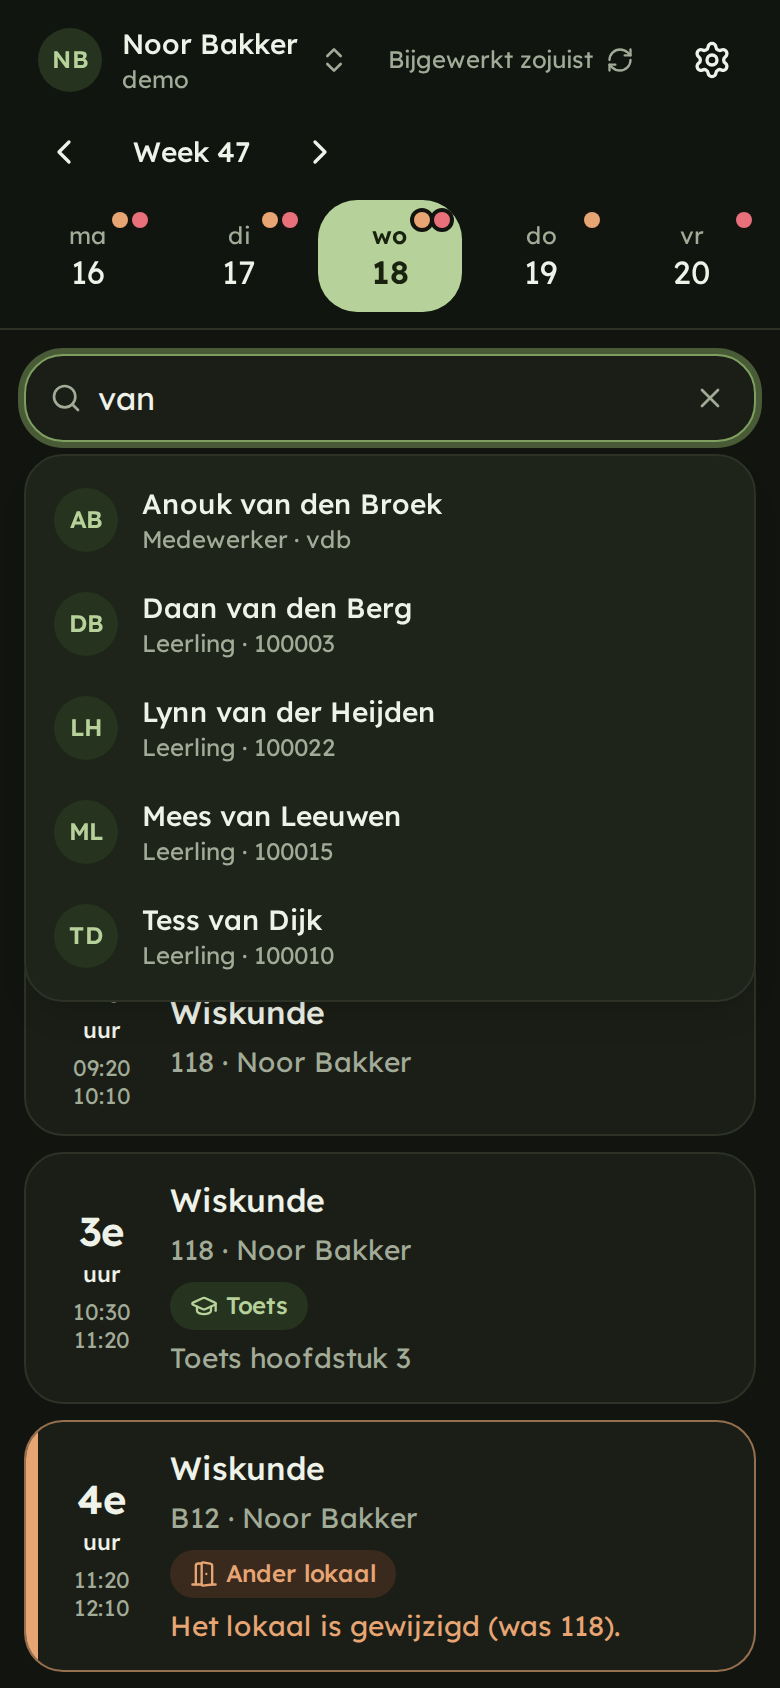 NB
Noor Bakker
demo
Bijgewerkt zojuist
Week 47
ma
16
di
17
wo
18
do
19
vr
20
van
AB
Anouk van den Broek
Medewerker · vdb
DB
Daan van den Berg
Leerling · 100003
LH
Lynn van der Heijden
Leerling · 100022
ML
Mees van Leeuwen
Leerling · 100015
TD
Tess van Dijk
Leerling · 100010
uur
09:20
10:10
Wiskunde
118 · Noor Bakker
3e
uur
10:30
11:20
Wiskunde
118 · Noor Bakker
Toets
Toets hoofdstuk 3
4e
uur
11:20
12:10
Wiskunde
B12 · Noor Bakker
Ander lokaal
Het lokaal is gewijzigd (was 118).